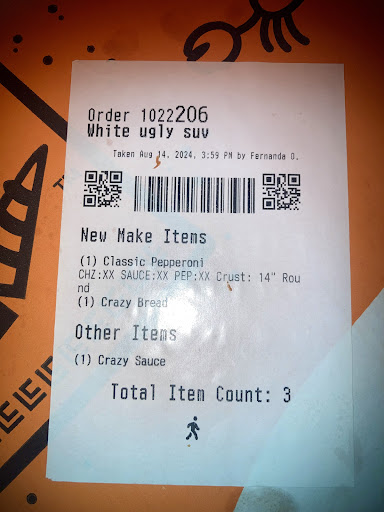 Order 1022206
White ugly suv
Taken Aug 14, 2024, 3:59 PM by Fernanda O.
New Make Items
(1) Classic Pepperoni
CHZ:XX SAUCE:XX PEP:XX Crust: 14" Rou
nd
(1) Crazy Bread
Other Items
(1) Crazy Sauce
Total Item Count: 3